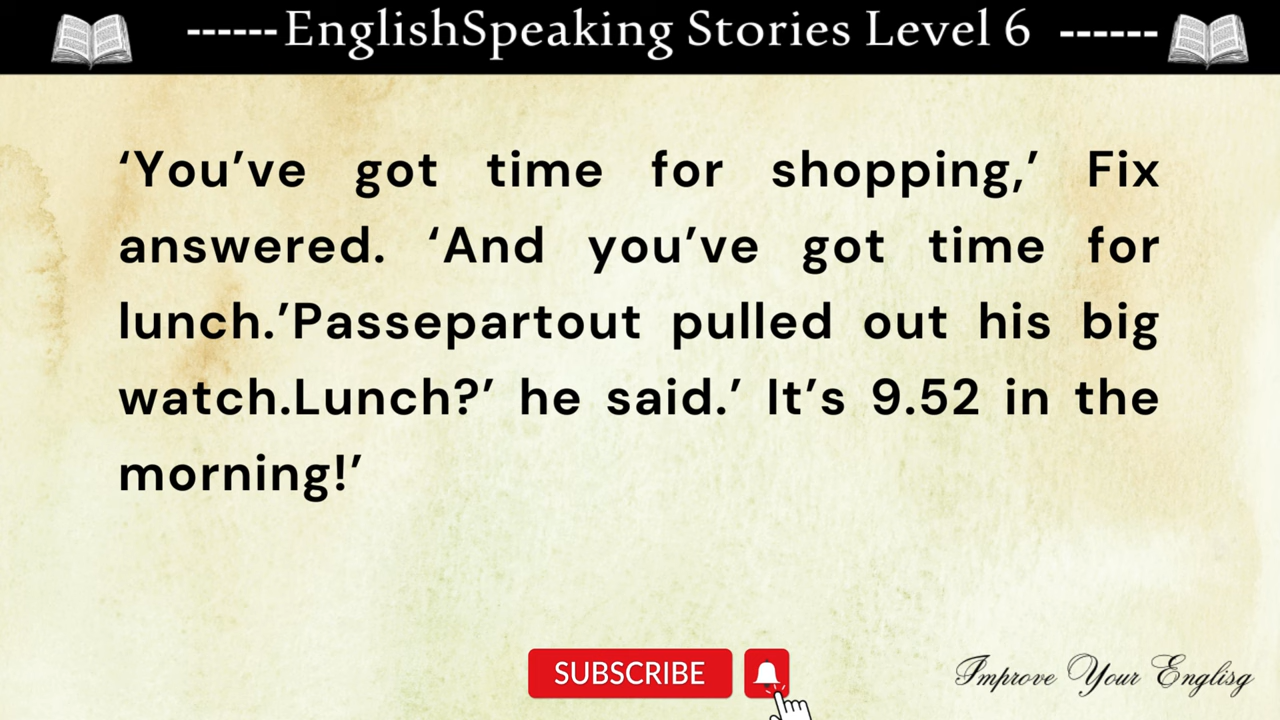 ------EnglishSpeaking Stories Level 6 ------
‘You’ve got time for shopping,’ Fix
answered. ‘And you’ve got time for
lunch.’Passepartout pulled out his big
watch.Lunch?’ he said.’ It’s 9.52 in the
morning!’
SUBSCRIBE
Improve Your Englisg